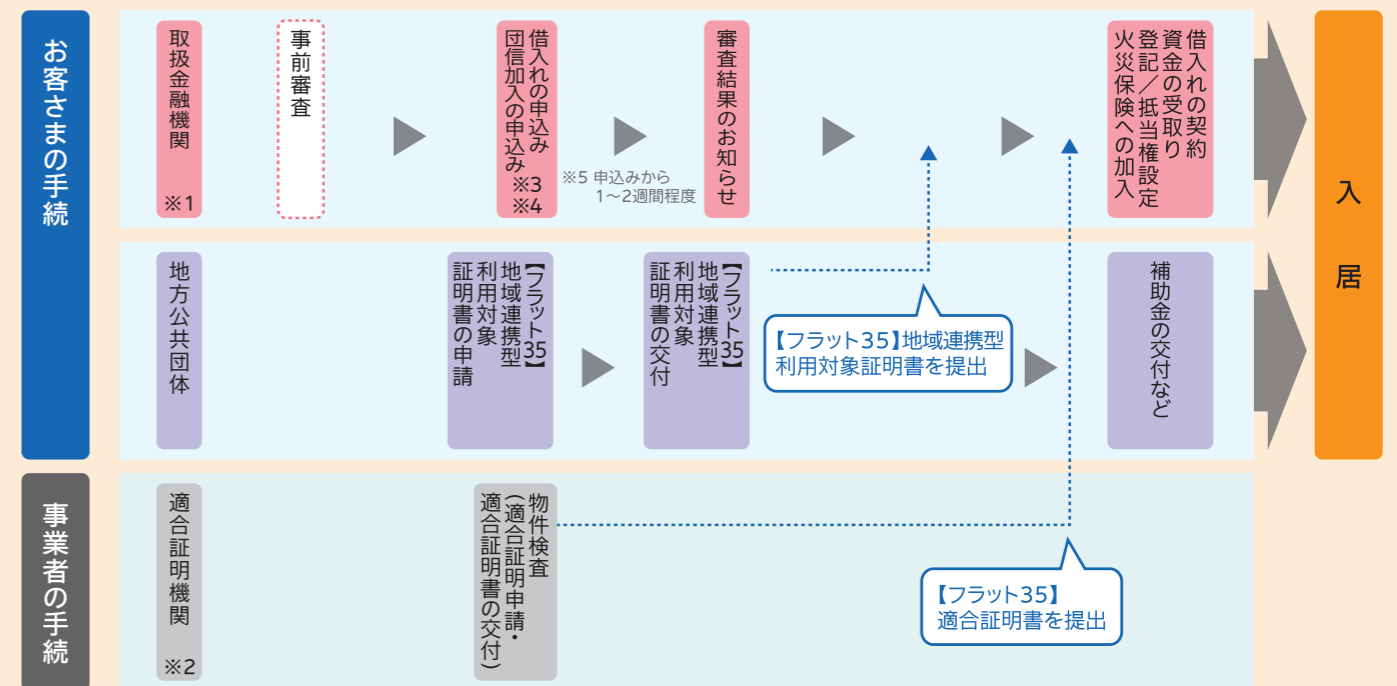 お客さまの手続
取扱金融機関
※1
事前審査
借入れの申込み
団信加入の申込み
※3
※4
※5 申込みから
1〜2週間程度
審査結果のお知らせ
借入れの契約
資金の受取り
登記／抵当権設定
火災保険への加入
入居
地方公共団体
【フラット35】
地域連携型
利用対象
証明書の申請
【フラット35】
地域連携型
利用対象
証明書の交付
【フラット35】地域連携型
利用対象証明書を提出
補助金の交付など
事業者の手続
適合証明機関
※2
物件検査
(適合証明申請・
適合証明書の交付)
【フラット35】
適合証明書を提出